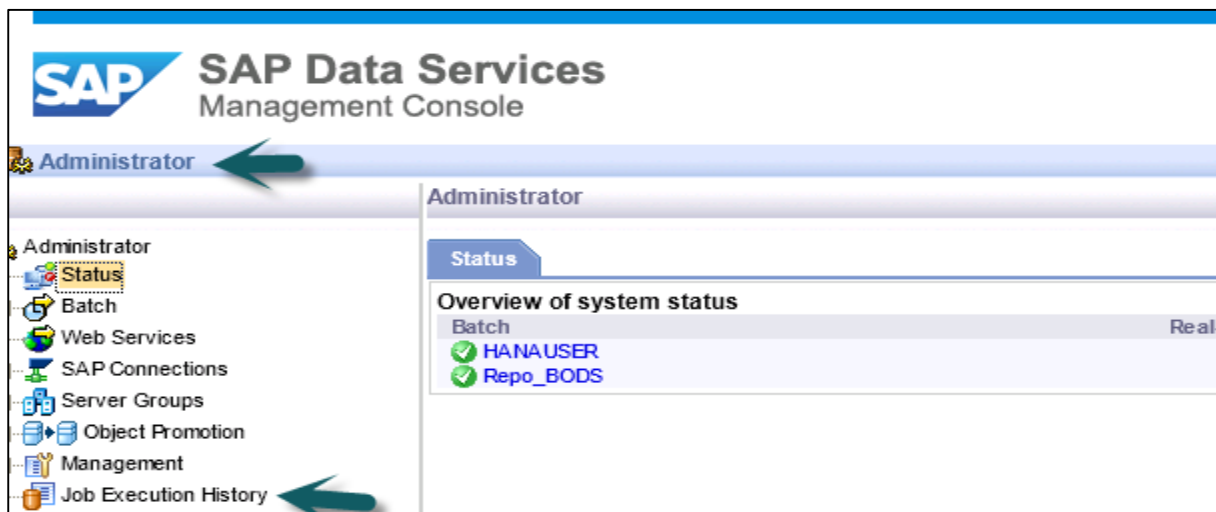 SAP
SAP Data Services
Management Console
Administrator
Administrator
Administrator
Status
Batch
Web Services
SAP Connections
Server Groups
Object Promotion
Management
Job Execution History
Status
Overview of system status
Batch Real
HANAUSER
Repo_BODS